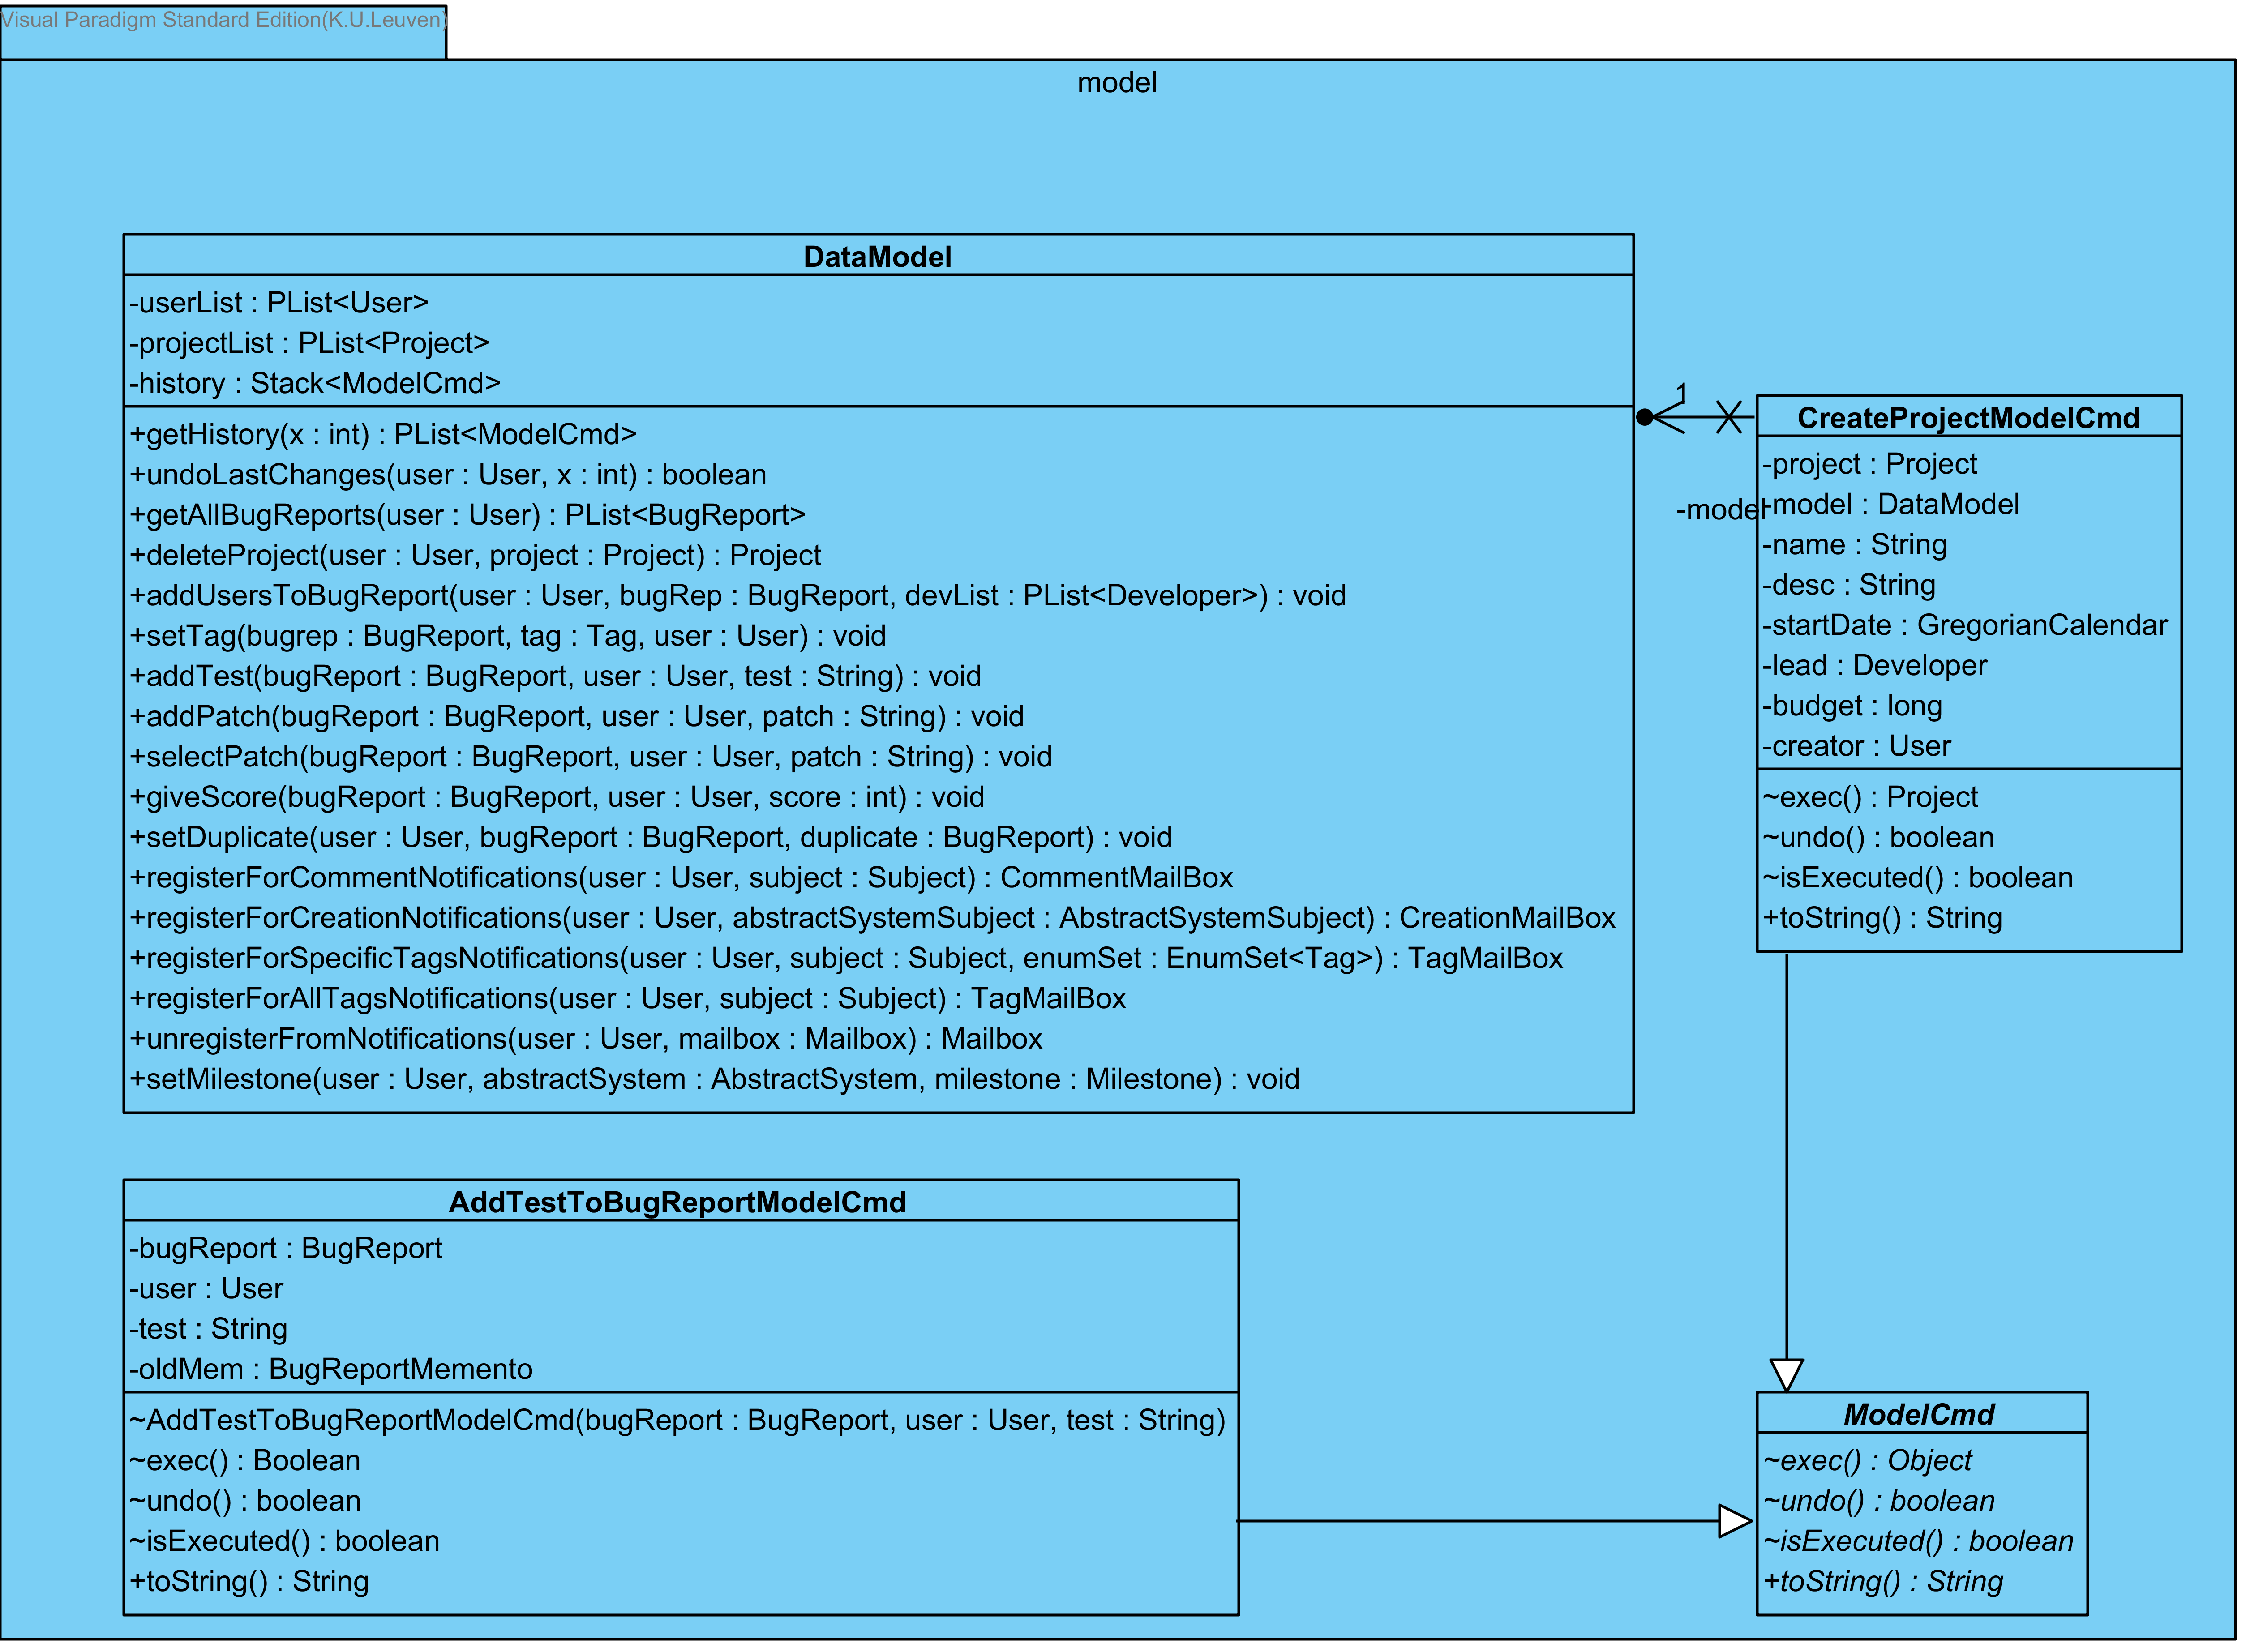 Visual Paradigm Standard Edition(K.U.Leuven)
model
DataModel
-userList : PList<User>
-projectList : PList<Project>
-history : Stack<ModelCmd>
+getHistory(x : int) : PList<ModelCmd>
+undoLastChanges(user : User, x : int) : boolean
+getAllBugReports(user : User) : PList<BugReport>
+deleteProject(user : User, project : Project) : Project
+addUsersToBugReport(user : User, bugRep : BugReport, devList : PList<Developer>) : void
+setTag(bugrep : BugReport, tag : Tag, user : User) : void
+addTest(bugReport : BugReport, user : User, test : String) : void
+addPatch(bugReport : BugReport, user : User, patch : String) : void
+selectPatch(bugReport : BugReport, user : User, patch : String) : void
+giveScore(bugReport : BugReport, user : User, score : int) : void
+setDuplicate(user : User, bugReport : BugReport, duplicate : BugReport) : void
+registerForCommentNotifications(user : User, subject : Subject) : CommentMailBox
+registerForCreationNotifications(user : User, abstractSystemSubject : AbstractSystemSubject) : CreationMailBox
+registerForSpecificTagsNotifications(user : User, subject : Subject, enumSet : EnumSet<Tag>) : TagMailBox
+registerForAllTagsNotifications(user : User, subject : Subject) : TagMailBox
+unregisterFromNotifications(user : User, mailbox : Mailbox) : Mailbox
+setMilestone(user : User, abstractSystem : AbstractSystem, milestone : Milestone) : void
1
-model
CreateProjectModelCmd
-project : Project
-model : DataModel
-name : String
-desc : String
-startDate : GregorianCalendar
-lead : Developer
-budget : long
-creator : User
~exec() : Project
~undo() : boolean
~isExecuted() : boolean
+toString() : String
AddTestToBugReportModelCmd
-bugReport : BugReport
-user : User
-test : String
-oldMem : BugReportMemento
~AddTestToBugReportModelCmd(bugReport : BugReport, user : User, test : String)
~exec() : Boolean
~undo() : boolean
~isExecuted() : boolean
+toString() : String
ModelCmd
~exec() : Object
~undo() : boolean
~isExecuted() : boolean
+toString() : String